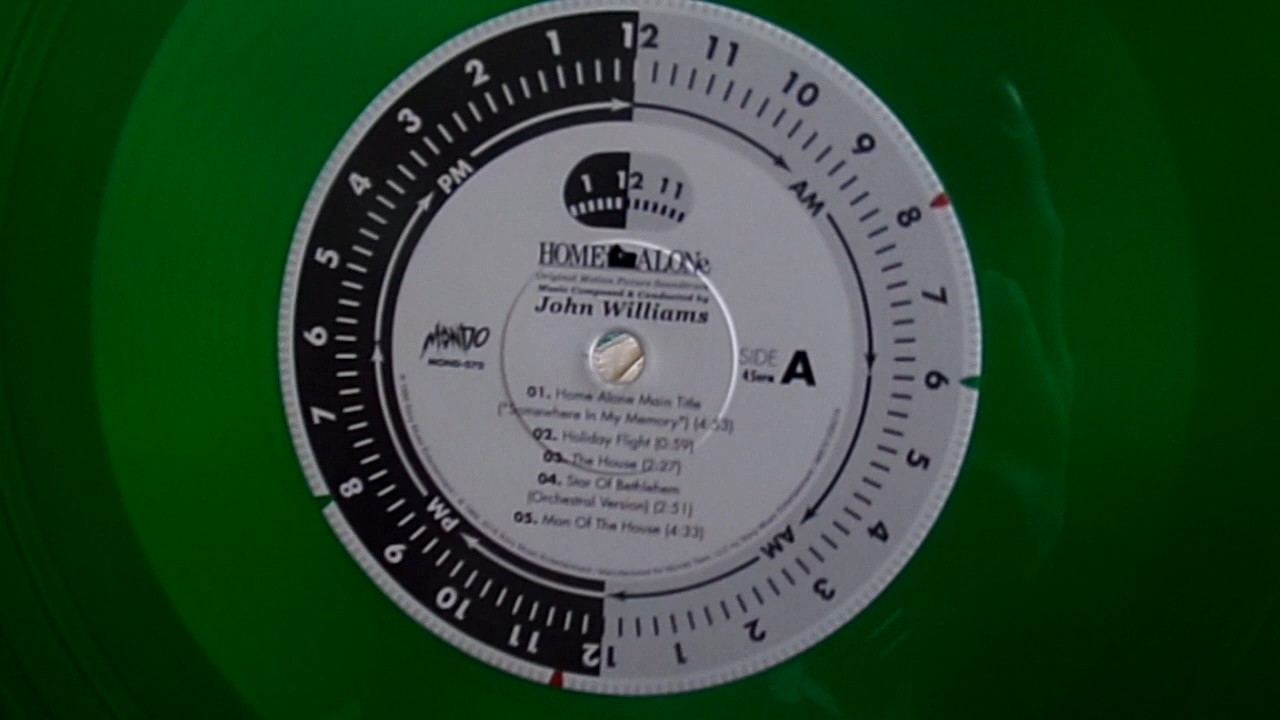 12 11 10 9 8 7 6 5 4 3 2 1
12 11 10 9 8 7 6 5 4 3 2 1
PM AM
AM PM
1 12 11
HOME ALONe
Original Motion Picture Soundtrack
Music Composed & Conducted by
John Williams
MONDO
MOND-070
SIDE A
45RPM
01. Home Alone Main Title
("Somewhere In My Memory") (4:53)
02. Holiday Flight (0:59)
03. The House (2:27)
04. Star Of Bethlehem
(Orchestral Version) (2:51)
05. Man Of The House (4:33)